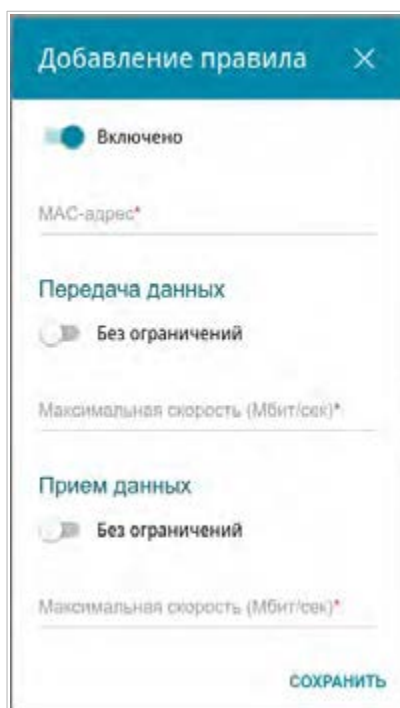 Добавление правила
Включено
MAC-адрес*
Передача данных
Без ограничений
Максимальная скорость (Мбит/сек)*
Прием данных
Без ограничений
Максимальная скорость (Мбит/сек)*
СОХРАНИТЬ